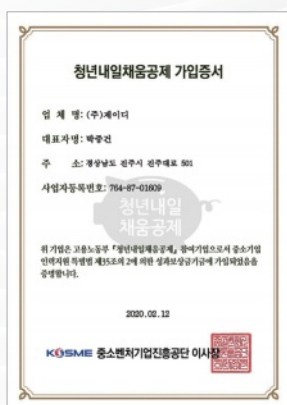 청년내일채움공제 가입증서
업 체 명: (주)제이디
대표자명: 박중건
주 소: 경상남도 진주시 진주대로 501
사업자등록번호: 764-87-01609
청년내일
채움공제
위 기업은 고용노동부 『청년내일채움공제』 참여기업으로서 중소기업
인력지원 특별법 제35조의 2에 의한 성과보상기금에 가입되었음을
증명합니다.
2020.02.12
KOSME 중소벤처기업진흥공단 이사장